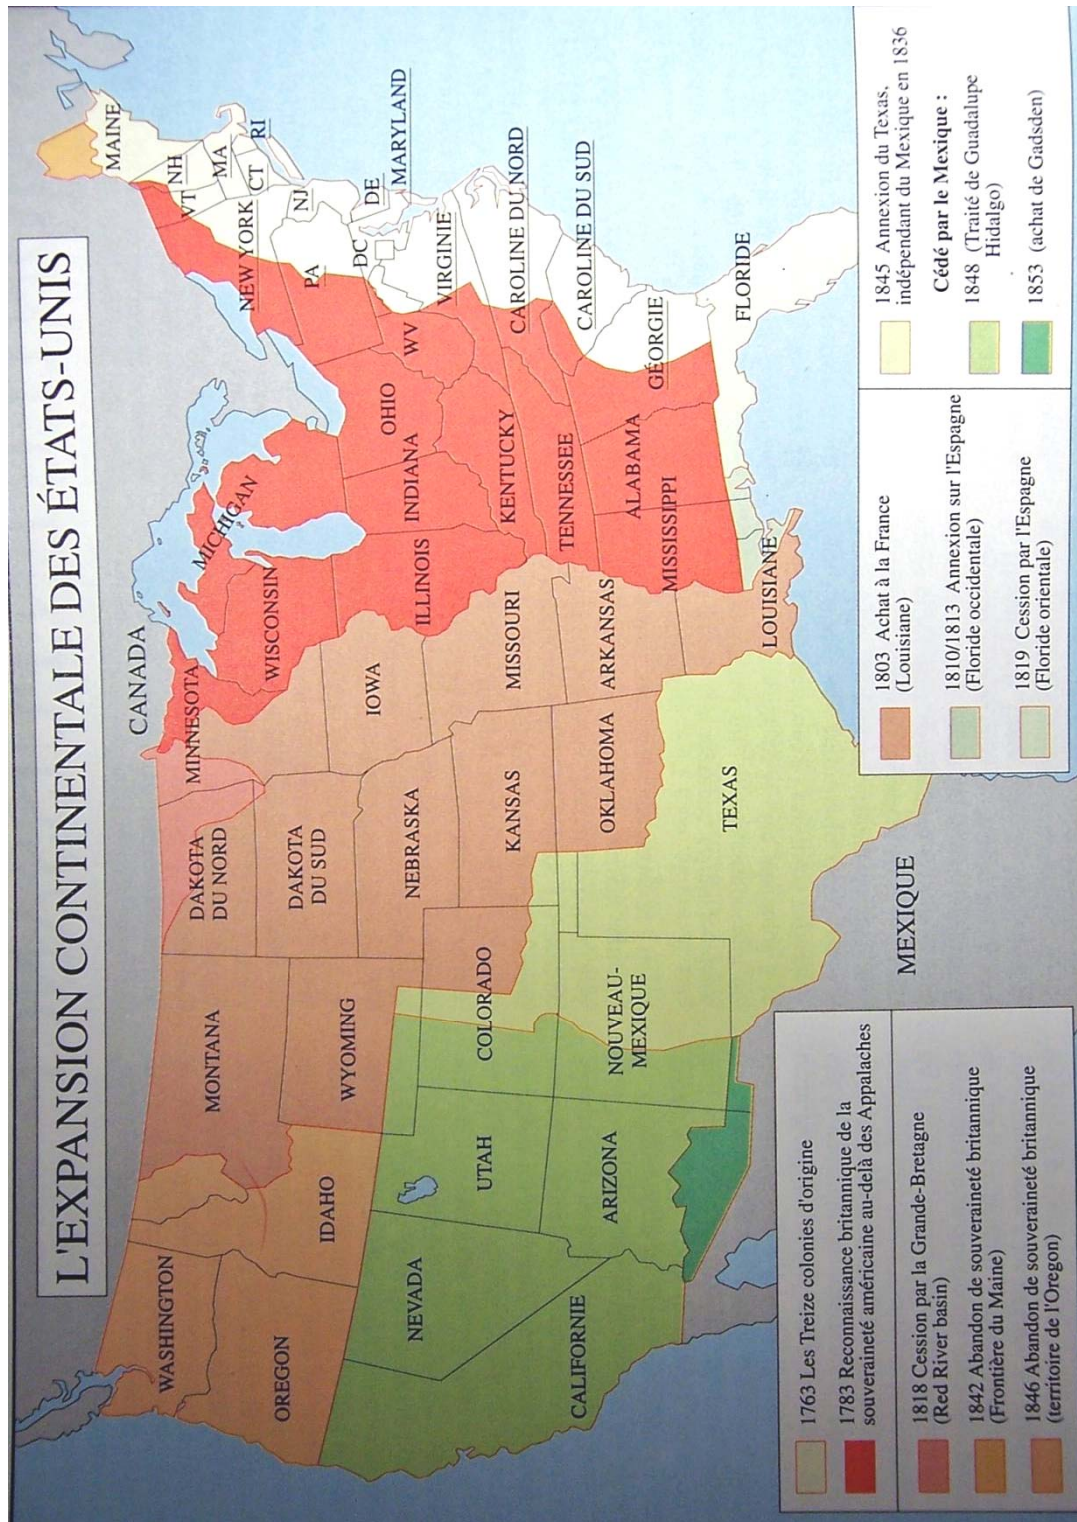 L'EXPANSION CONTINENTALE DES ÉTATS-UNIS
CANADA
WASHINGTON
OREGON
IDAHO
MONTANA
WYOMING
DAKOTA
DU NORD
DAKOTA
DU SUD
MINNESOTA
WISCONSIN
MICHIGAN
NEBRASKA
IOWA
ILLINOIS
INDIANA
OHIO
NEVADA
UTAH
COLORADO
KANSAS
MISSOURI
KENTUCKY
WV
CALIFORNIE
ARIZONA
NOUVEAU-
MEXIQUE
OKLAHOMA
ARKANSAS
TENNESSEE
TEXAS
LOUISIANE
MISSISSIPPI
ALABAMA
GÉORGIE
FLORIDE
MAINE
VT
NH
MA
RI
CT
NEW YORK
NJ
PA
DE
DC
MARYLAND
VIRGINIE
CAROLINE DU NORD
CAROLINE DU SUD
MEXIQUE
1763 Les Treize colonies d'origine
1783 Reconnaissance britannique de la
souveraineté américaine au-delà des Appalaches
1818 Cession par la Grande-Bretagne
(Red River basin)
1842 Abandon de souveraineté britannique
(Frontière du Maine)
1846 Abandon de souveraineté britannique
(territoire de l'Oregon)
1803 Achat à la France
(Louisiane)
1810/1813 Annexion sur l'Espagne
(Floride occidentale)
1819 Cession par l'Espagne
(Floride orientale)
1845 Annexion du Texas,
indépendant du Mexique en 1836
Cédé par le Mexique :
1848 (Traité de Guadalupe
Hidalgo)
1853 (achat de Gadsden)